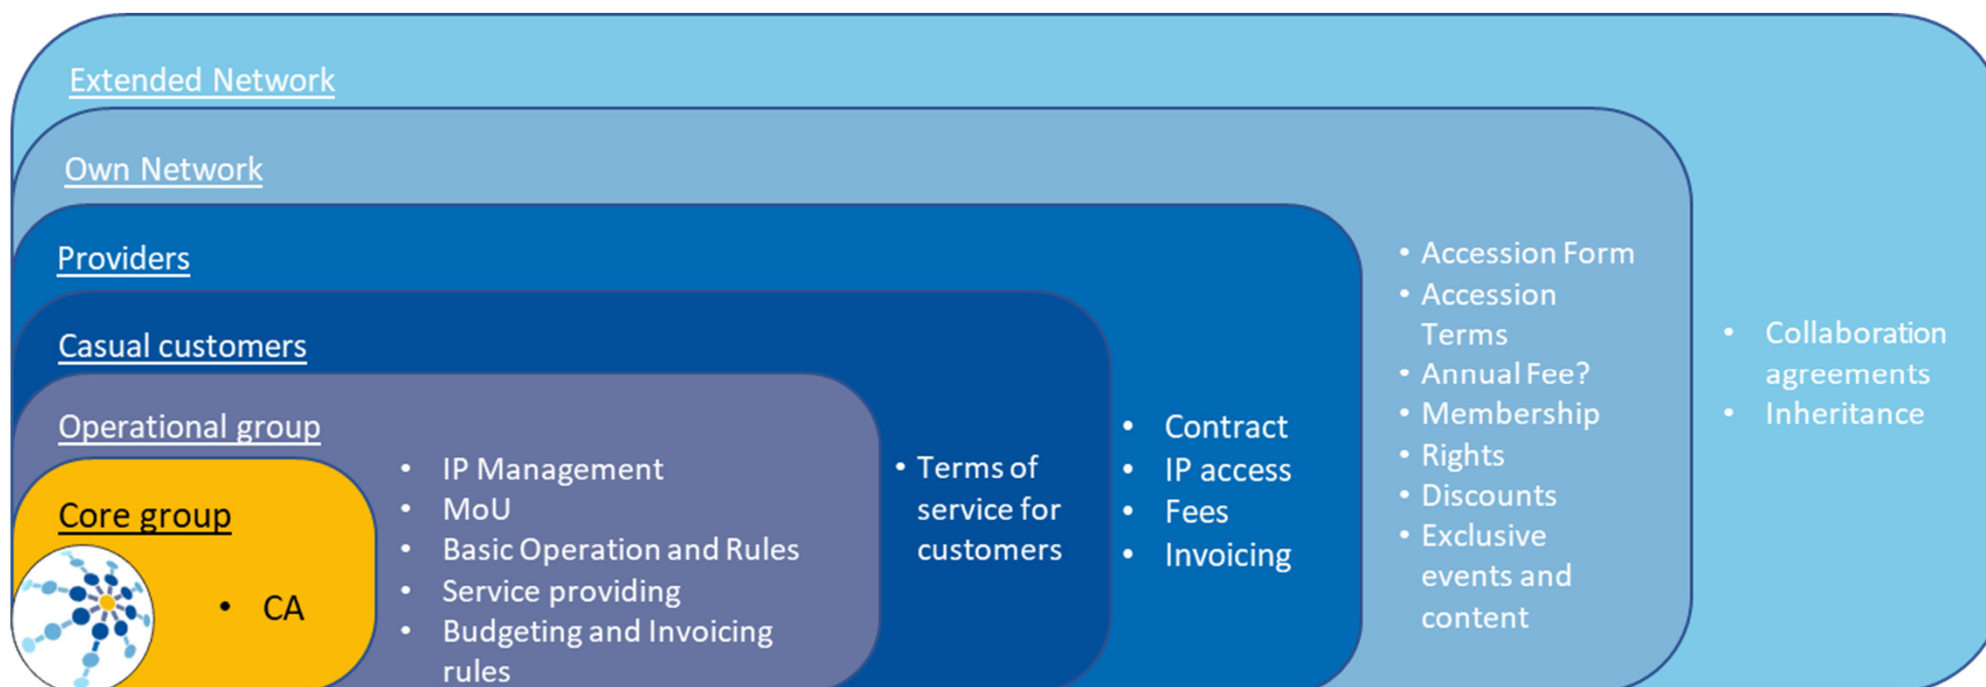 Extended Network
Own Network
Providers
Casual customers
Operational group
Core group
• CA
• IP Management
• MoU
• Basic Operation and Rules
• Service providing
• Budgeting and Invoicing
rules
• Terms of
service for
customers
• Contract
• IP access
• Fees
• Invoicing
• Accession Form
• Accession
Terms
• Annual Fee?
• Membership
• Rights
• Discounts
• Exclusive
events and
content
• Collaboration
agreements
• Inheritance